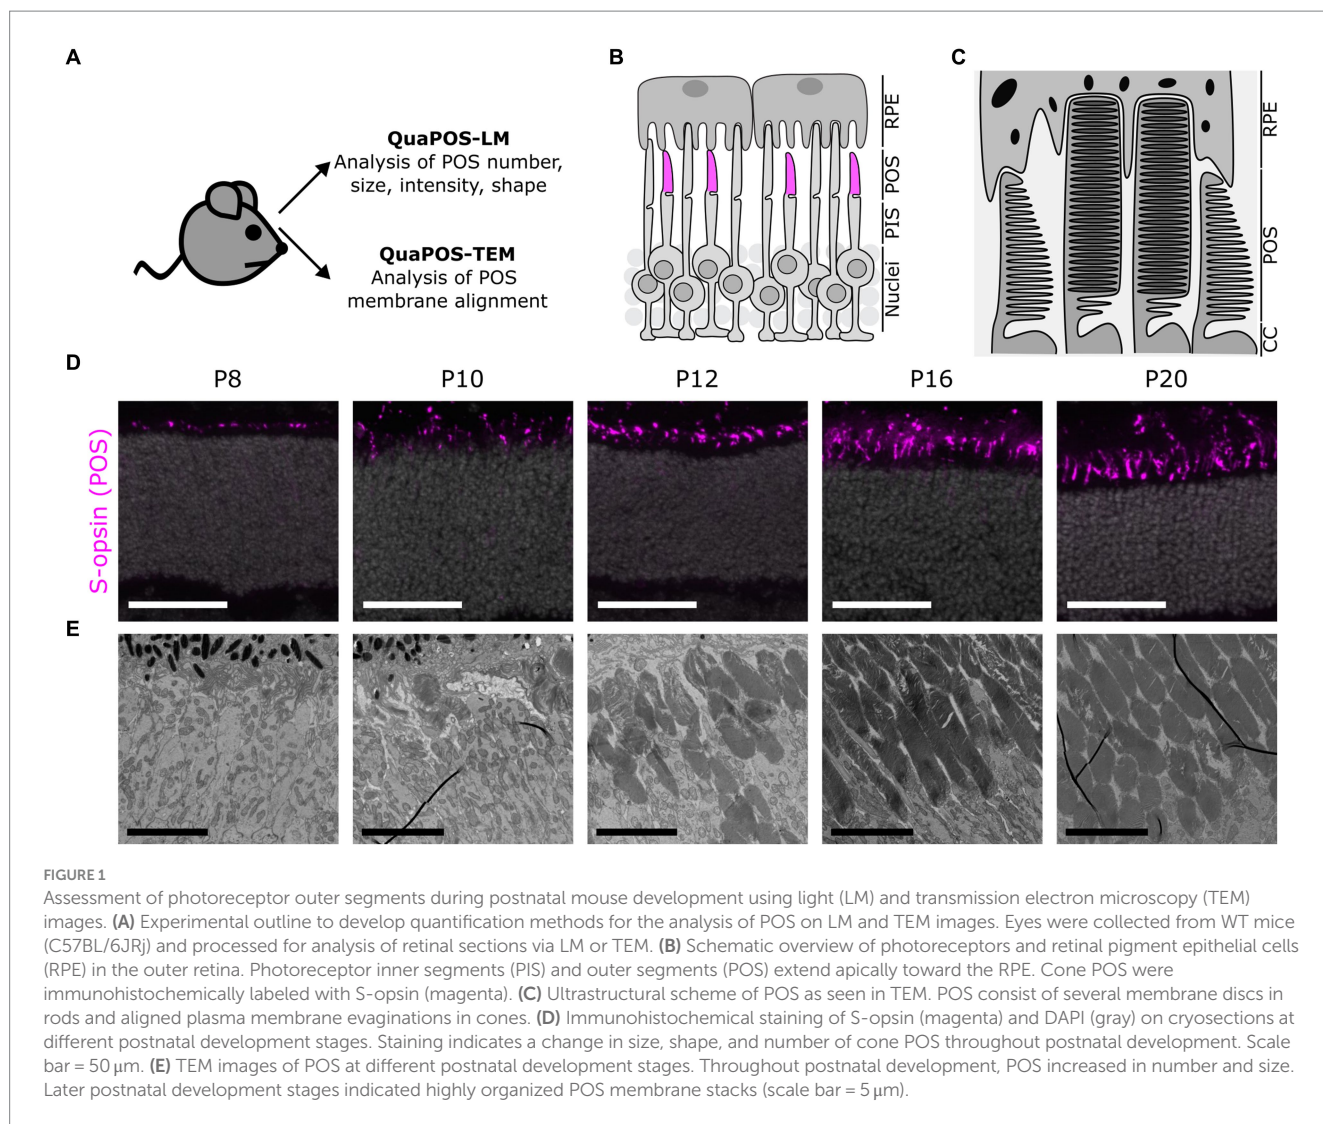 A
QuaPOS-LM
Analysis of POS number,
size, intensity, shape
QuaPOS-TEM
Analysis of POS
membrane alignment
B
RPE
POS
PIS
Nuclei
C
RPE
POS
CC
D
P8
P10
P12
P16
P20
S-opsin (POS)
E
FIGURE 1
Assessment of photoreceptor outer segments during postnatal mouse development using light (LM) and transmission electron microscopy (TEM)
images. (A) Experimental outline to develop quantification methods for the analysis of POS on LM and TEM images. Eyes were collected from WT mice
(C57BL/6JRj) and processed for analysis of retinal sections via LM or TEM. (B) Schematic overview of photoreceptors and retinal pigment epithelial cells
(RPE) in the outer retina. Photoreceptor inner segments (PIS) and outer segments (POS) extend apically toward the RPE. Cone POS were
immunohistochemically labeled with S-opsin (magenta). (C) Ultrastructural scheme of POS as seen in TEM. POS consist of several membrane discs in
rods and aligned plasma membrane evaginations in cones. (D) Immunohistochemical staining of S-opsin (magenta) and DAPI (gray) on cryosections at
different postnatal development stages. Staining indicates a change in size, shape, and number of cone POS throughout postnatal development. Scale
bar = 50 μm. (E) TEM images of POS at different postnatal development stages. Throughout postnatal development, POS increased in number and size.
Later postnatal development stages indicated highly organized POS membrane stacks (scale bar = 5 μm).